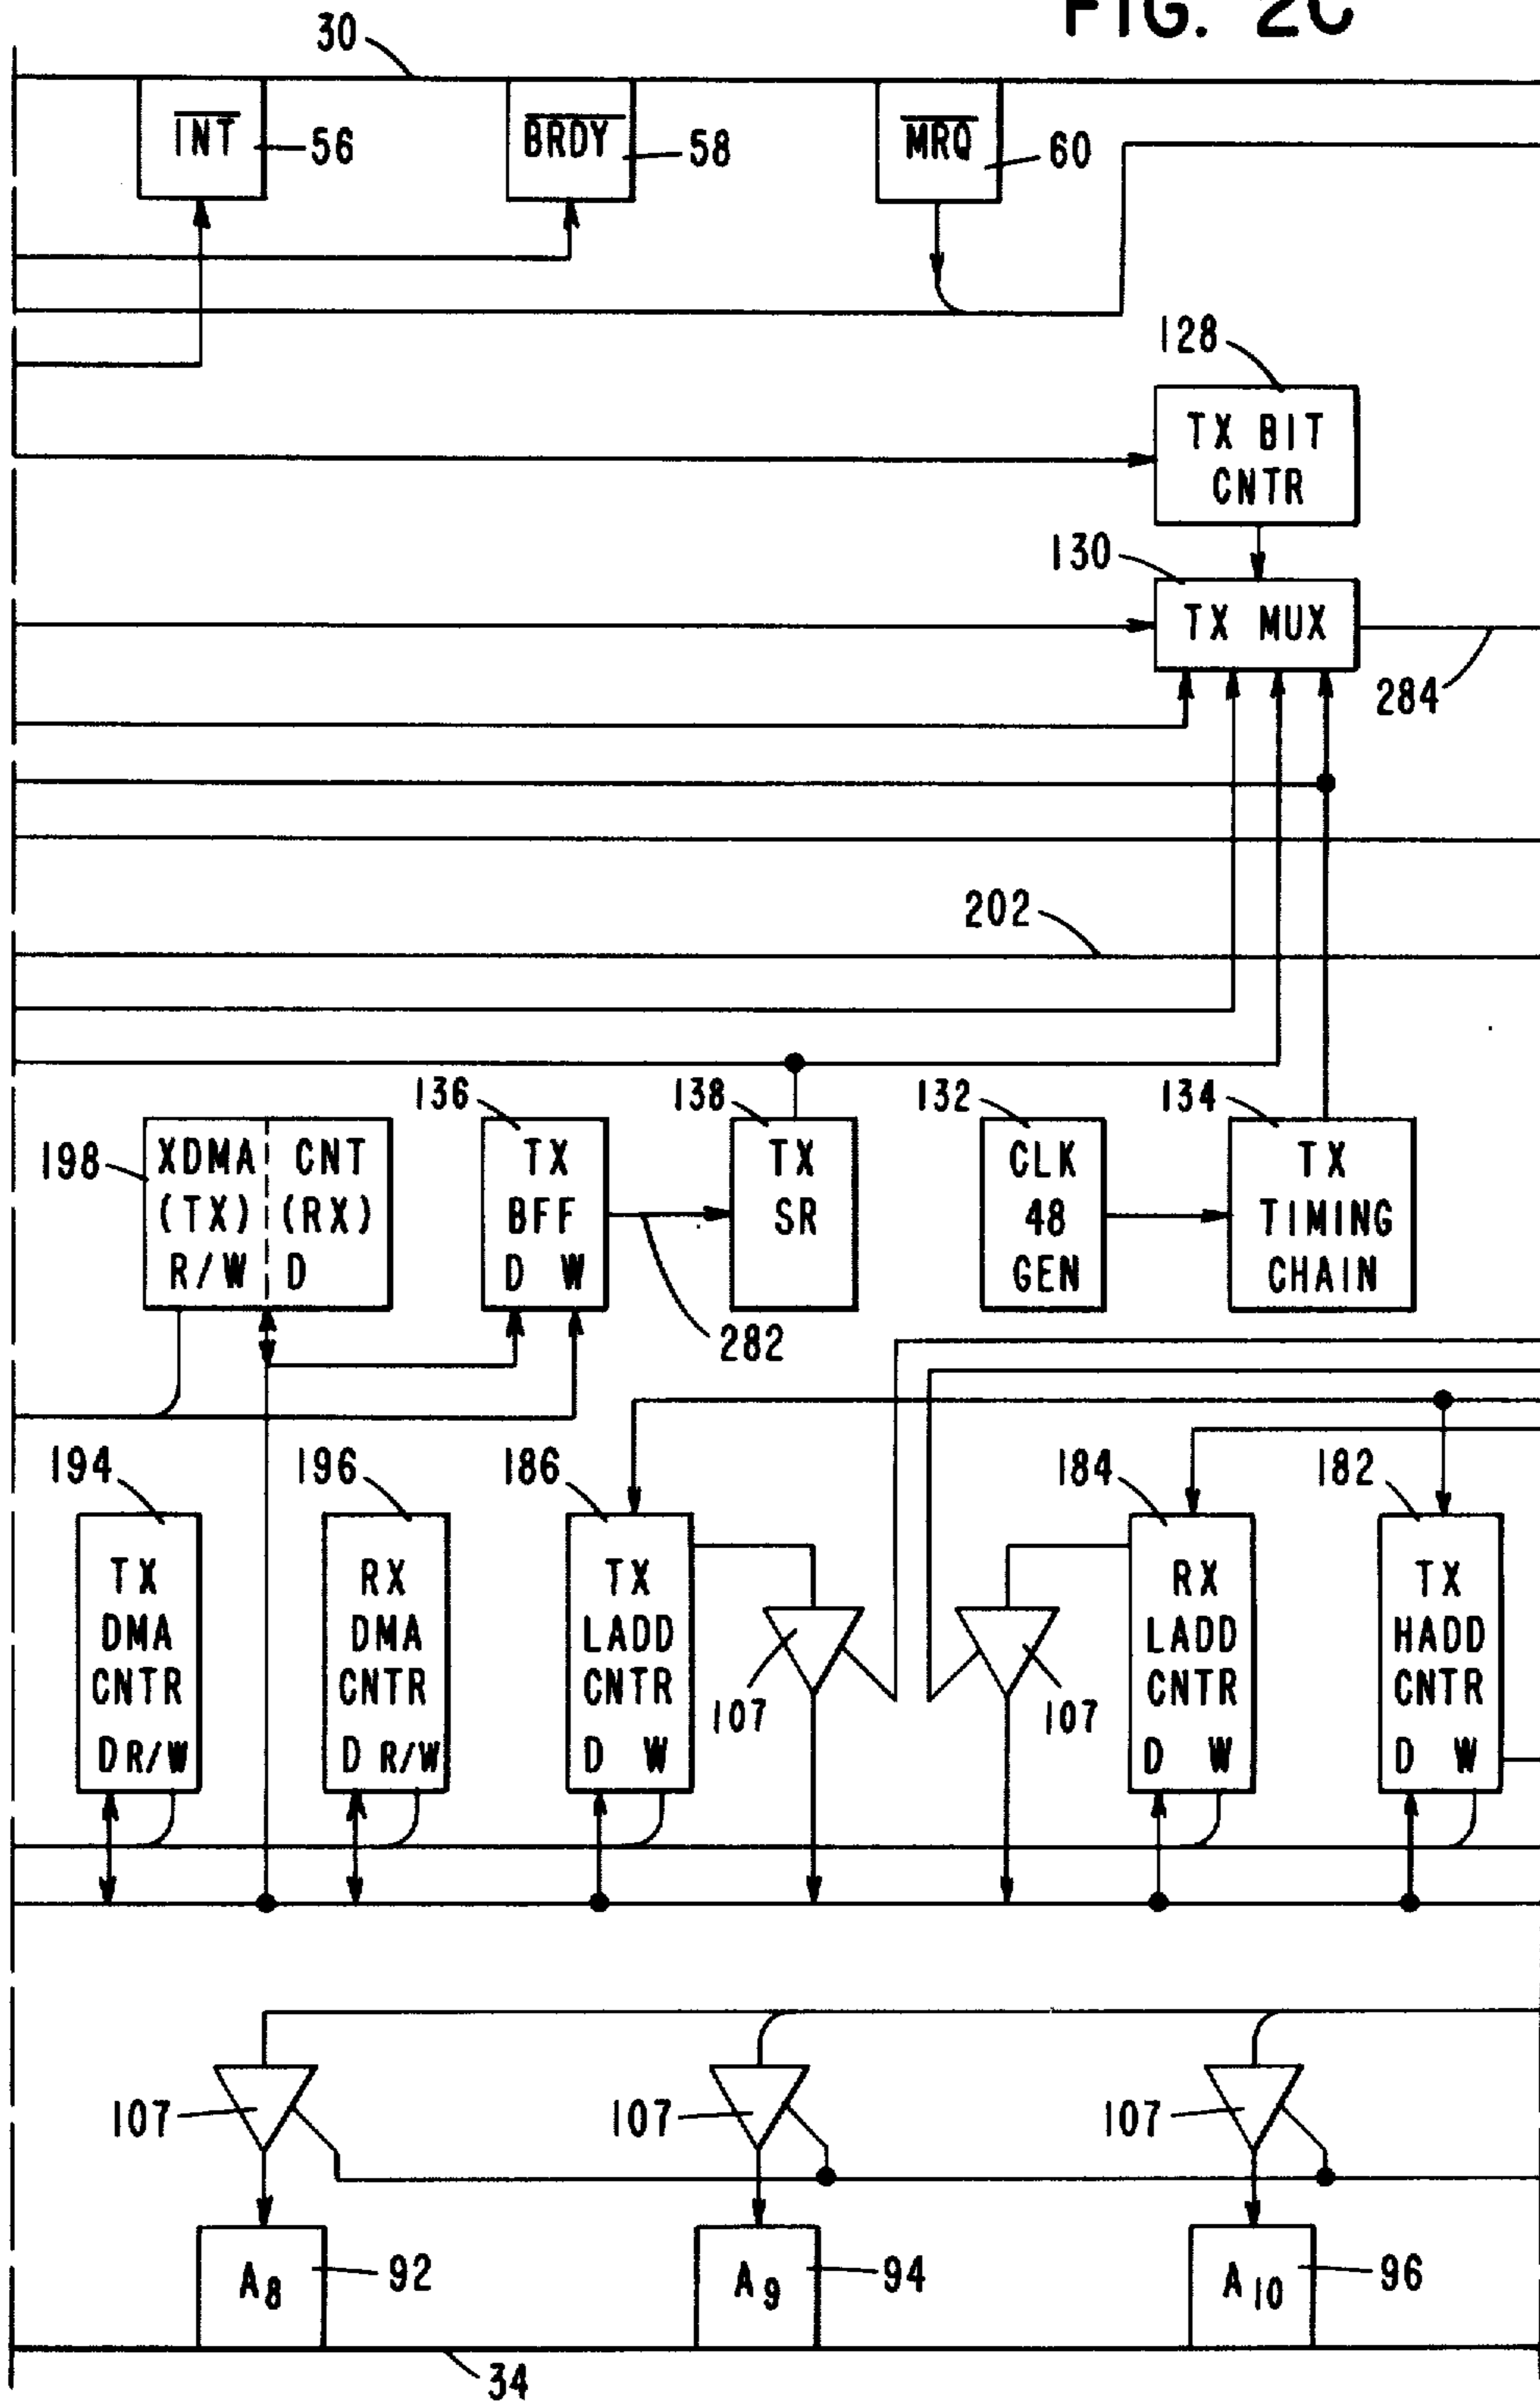 FIG. 2C
30
INT
56
BRDY
58
MRQ
60
128
TX BIT
CNTR
130
TX MUX
284
202
136
138
132
134
198
XDMA CNT
(TX) (RX)
R/W D
TX
BFF
D W
TX
SR
CLK
48
GEN
TX
TIMING
CHAIN
282
194
196
186
184
182
TX
DMA
CNTR
D R/W
RX
DMA
CNTR
D R/W
TX
LADD
CNTR
D W
107
107
RX
LADD
CNTR
D W
TX
HADD
CNTR
D W
107
107
107
A8
92
A9
94
A10
96
34